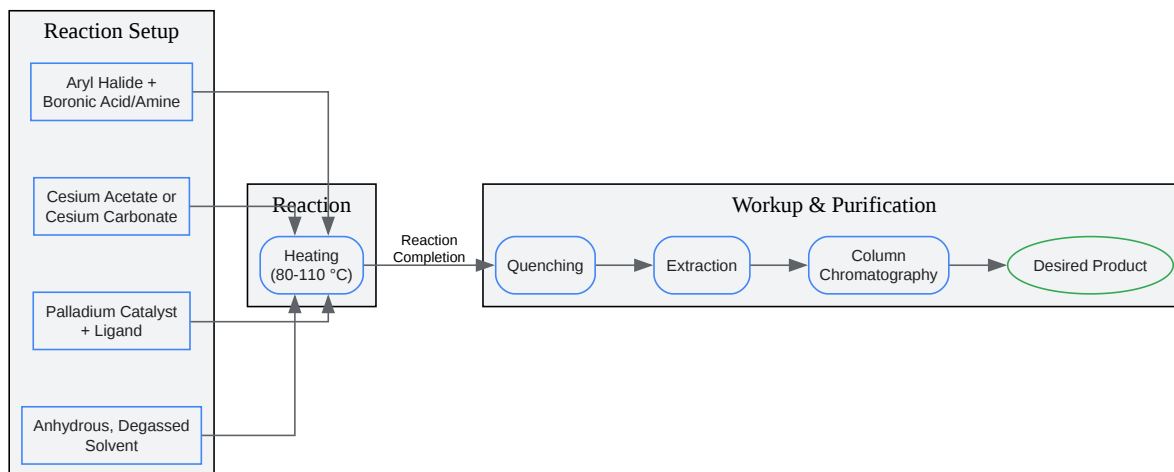 Reaction Setup
Aryl Halide +
Boronic Acid/Amine
Cesium Acetate or
Cesium Carbonate
Palladium Catalyst
+ Ligand
Anhydrous, Degassed
Solvent
Reaction
Heating
(80-110 °C)
Reaction
Completion
Workup & Purification
Quenching
Extraction
Column
Chromatography
Desired Product